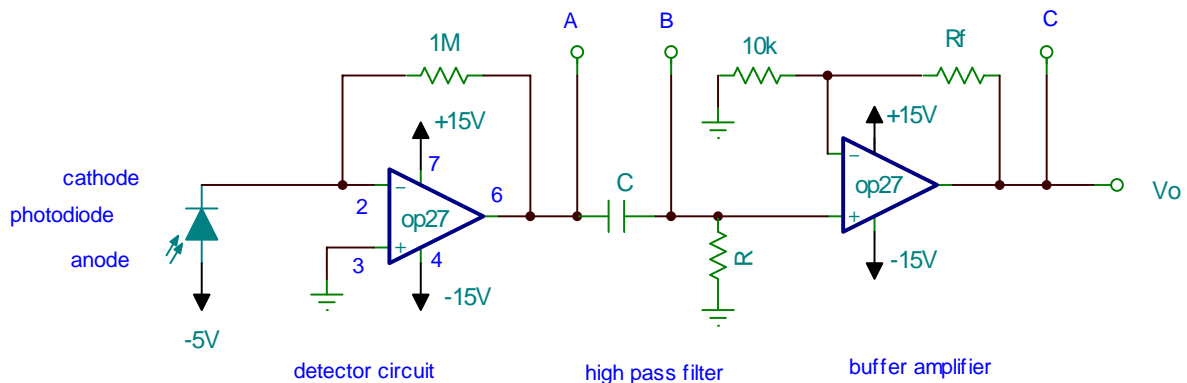 A
B
C
1M
10k
Rf
+15V
+15V
7
cathode
−
6
C
−
op27
photodiode
2
op27
Vo
+
anode
3
+
4
R
-15V
-15V
-5V
detector circuit
high pass filter
buffer amplifier